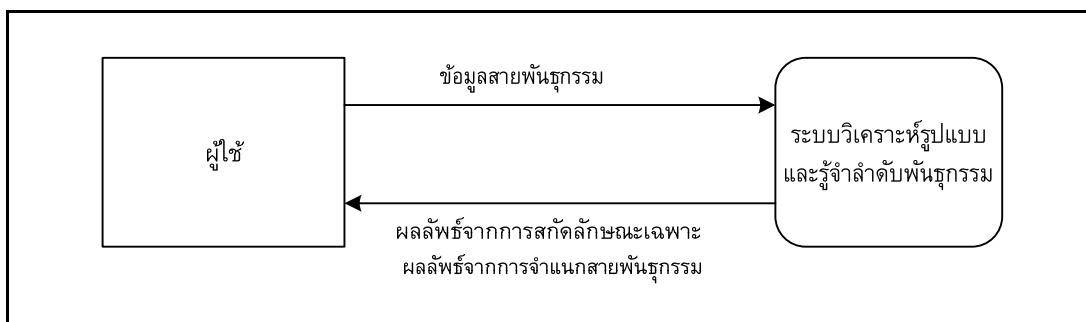 ข้อมูลสายพันธุกรรม
ผู้ใช้
ระบบวิเคราะห์รูปแบบ
และรู้จำลำดับพันธุกรรม
ผลลัพธ์จากการสกัดลักษณะเฉพาะ
ผลลัพธ์จากการจำแนกสายพันธุกรรม